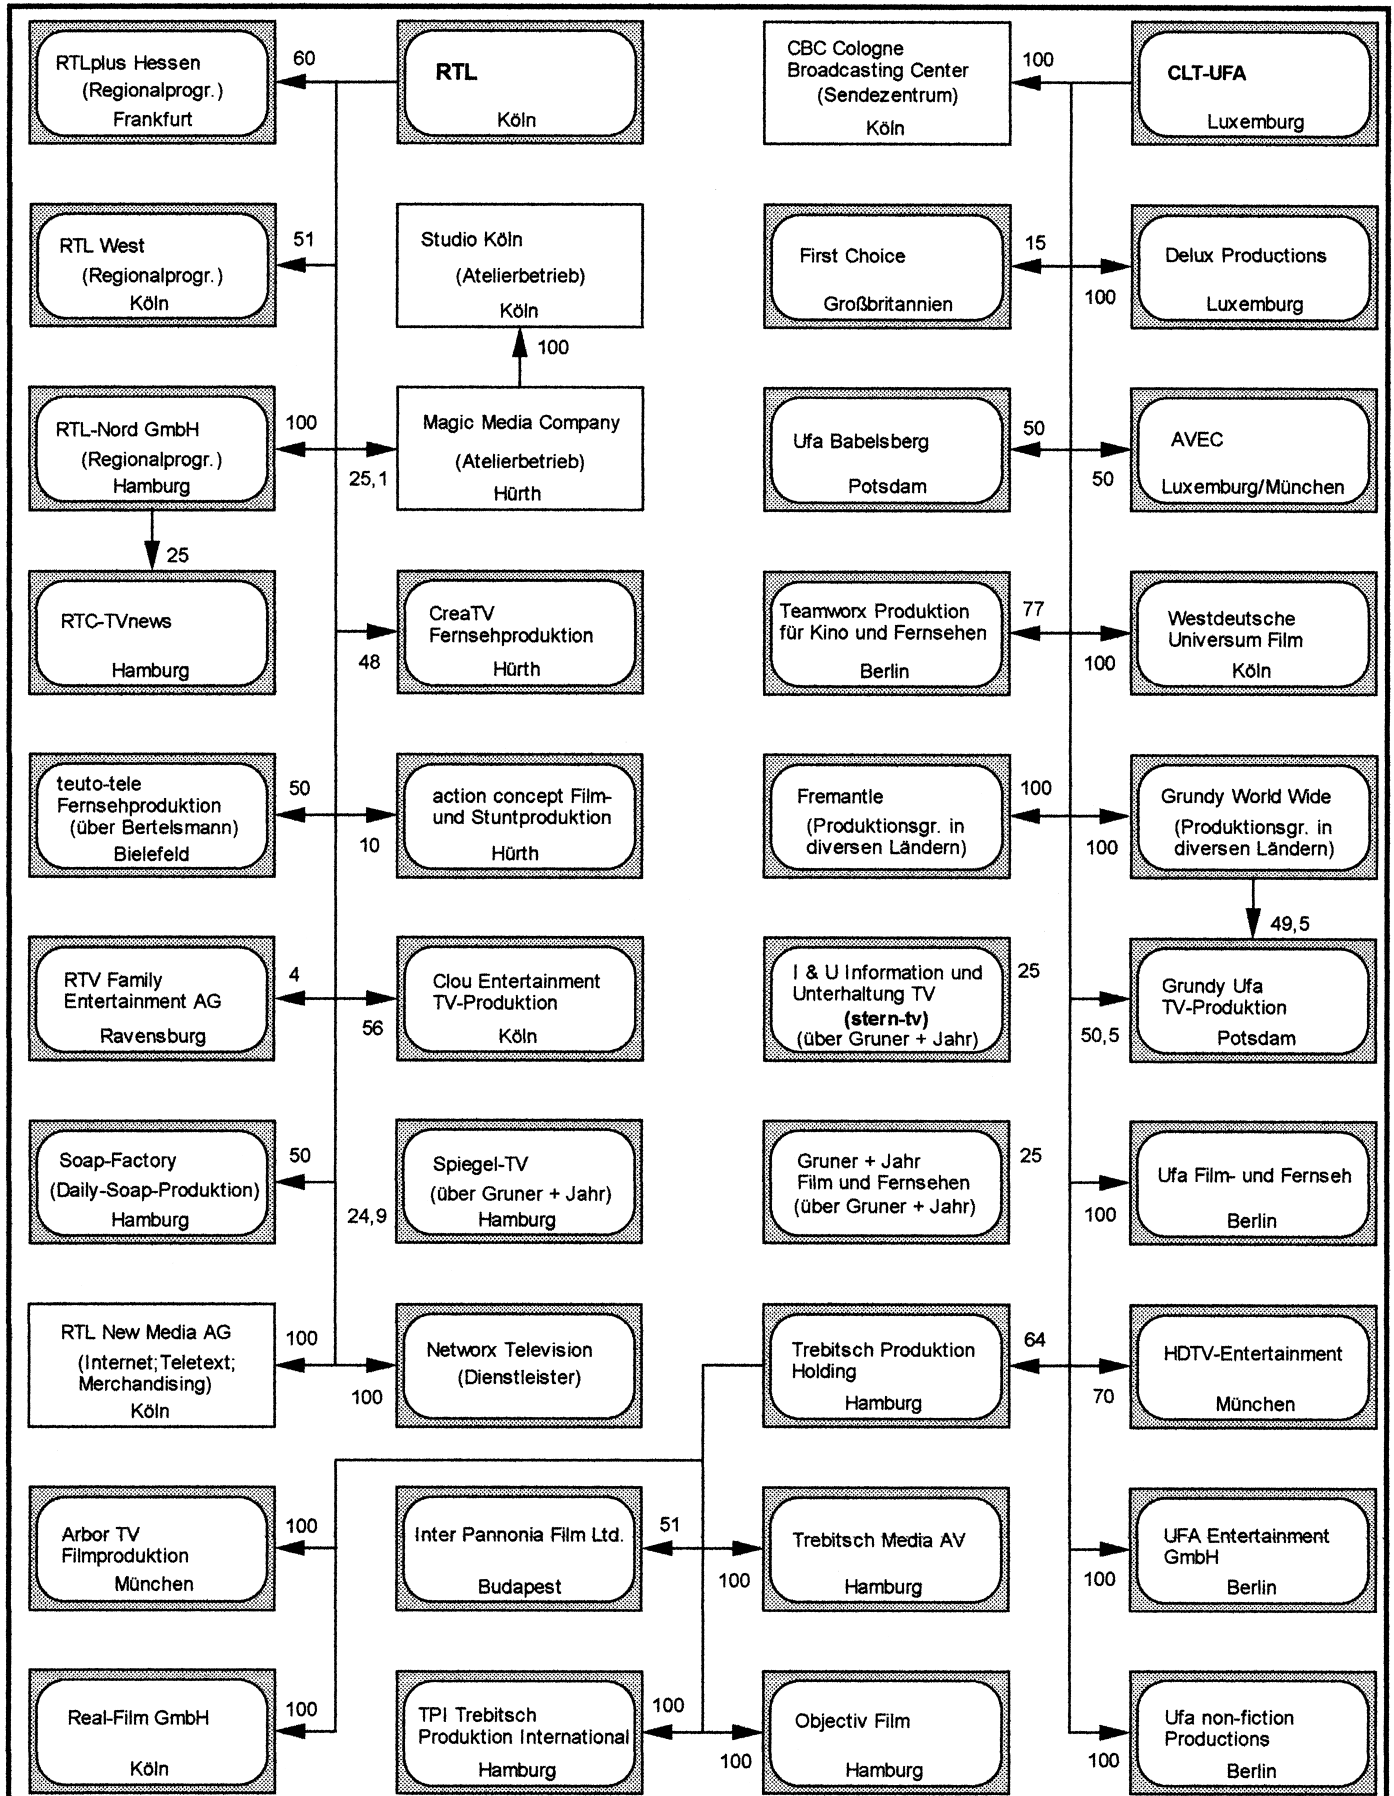 RTLplus Hessen
(Regionalprogr.)
Frankfurt
60
RTL
Köln
CBC Cologne
Broadcasting Center
(Sendezentrum)
Köln
100
CLT-UFA
Luxemburg
RTL West
(Regionalprogr.)
Köln
51
Studio Köln
(Atelierbetrieb)
Köln
100
First Choice
Großbritannien
15
100
Delux Productions
Luxemburg
RTL-Nord GmbH
(Regionalprogr.)
Hamburg
100
25,1
Magic Media Company
(Atelierbetrieb)
Hürth
Ufa Babelsberg
Potsdam
50
50
AVEC
Luxemburg/München
25
RTC-TVnews
Hamburg
48
CreaTV
Fernsehproduktion
Hürth
Teamworx Produktion
für Kino und Fernsehen
Berlin
77
100
Westdeutsche
Universum Film
Köln
teuto-tele
Fernsehproduktion
(über Bertelsmann)
Bielefeld
50
10
action concept Film-
und Stuntproduktion
Hürth
Fremantle
(Produktionsgr. in
diversen Ländern)
100
100
Grundy World Wide
(Produktionsgr. in
diversen Ländern)
49,5
RTV Family
Entertainment AG
Ravensburg
4
56
Clou Entertainment
TV-Produktion
Köln
I & U Information und
Unterhaltung TV
(stern-tv)
(über Gruner + Jahr)
25
50,5
Grundy Ufa
TV-Produktion
Potsdam
Soap-Factory
(Daily-Soap-Produktion)
Hamburg
50
24,9
Spiegel-TV
(über Gruner + Jahr)
Hamburg
Gruner + Jahr
Film und Fernsehen
(über Gruner + Jahr)
25
100
Ufa Film- und Fernseh
Berlin
RTL New Media AG
(Internet; Teletext;
Merchandising)
Köln
100
100
Networx Television
(Dienstleister)
Trebitsch Produktion
Holding
Hamburg
64
70
HDTV-Entertainment
München
Arbor TV
Filmproduktion
München
100
Inter Pannonia Film Ltd.
Budapest
51
100
Trebitsch Media AV
Hamburg
100
UFA Entertainment
GmbH
Berlin
Real-Film GmbH
Köln
100
TPI Trebitsch
Produktion International
Hamburg
100
100
Objectiv Film
Hamburg
100
Ufa non-fiction
Productions
Berlin